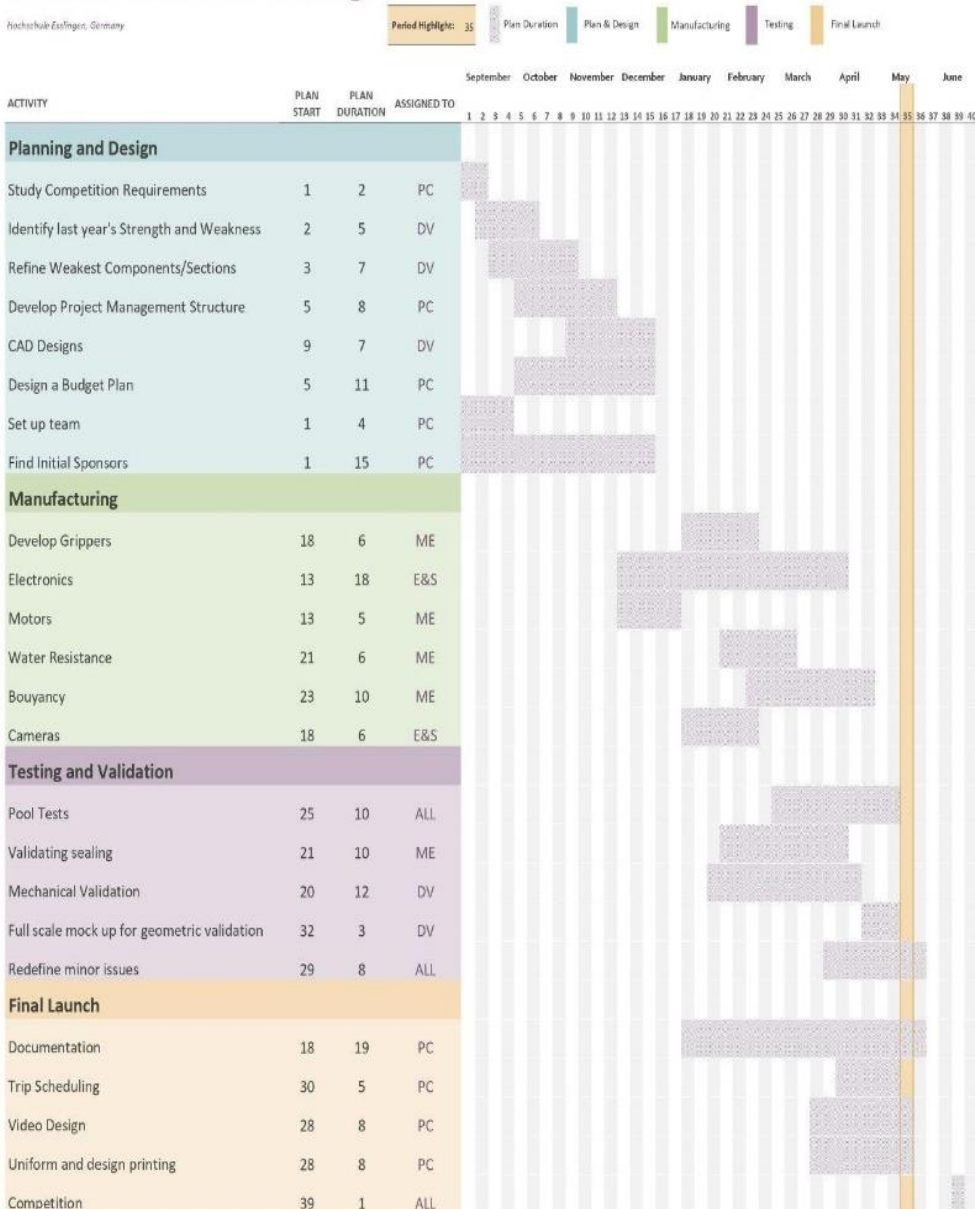 Hochschule Esslingen, Germany
Period Highlight: 35 Plan Duration Plan & Design Manufacturing Testing Final Launch
September October November December January February March April May June
ACTIVITY PLAN START PLAN DURATION ASSIGNED TO
1 2 3 4 5 6 7 8 9 10 11 12 13 14 15 16 17 18 19 20 21 22 23 24 25 26 27 28 29 30 31 32 33 34 35 36 37 38 39 40
Planning and Design
Study Competition Requirements 1 2 PC
Identify last year's Strength and Weakness 2 5 DV
Refine Weakest Components/Sections 3 7 DV
Develop Project Management Structure 5 8 PC
CAD Designs 9 7 DV
Design a Budget Plan 5 11 PC
Set up team 1 4 PC
Find Initial Sponsors 1 15 PC
Manufacturing
Develop Grippers 18 6 ME
Electronics 13 18 E&S
Motors 13 5 ME
Water Resistance 21 6 ME
Bouyancy 23 10 ME
Cameras 18 6 E&S
Testing and Validation
Pool Tests 25 10 ALL
Validating sealing 21 10 ME
Mechanical Validation 20 12 DV
Full scale mock up for geometric validation 32 3 DV
Redefine minor issues 29 8 ALL
Final Launch
Documentation 18 19 PC
Trip Scheduling 30 5 PC
Video Design 28 8 PC
Uniform and design printing 28 8 PC
Competition 39 1 ALL